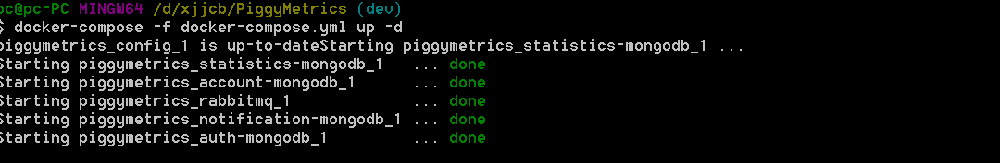 pc@pc-PC MINGW64 /d/xjjcb/PiggyMetrics (dev)
$ docker-compose -f docker-compose.yml up -d
piggymetrics_config_1 is up-to-dateStarting piggymetrics_statistics-mongodb_1 ...
Starting piggymetrics_statistics-mongodb_1 ... done
Starting piggymetrics_account-mongodb_1 ... done
Starting piggymetrics_rabbitmq_1 ... done
Starting piggymetrics_notification-mongodb_1 ... done
Starting piggymetrics_auth-mongodb_1 ... done